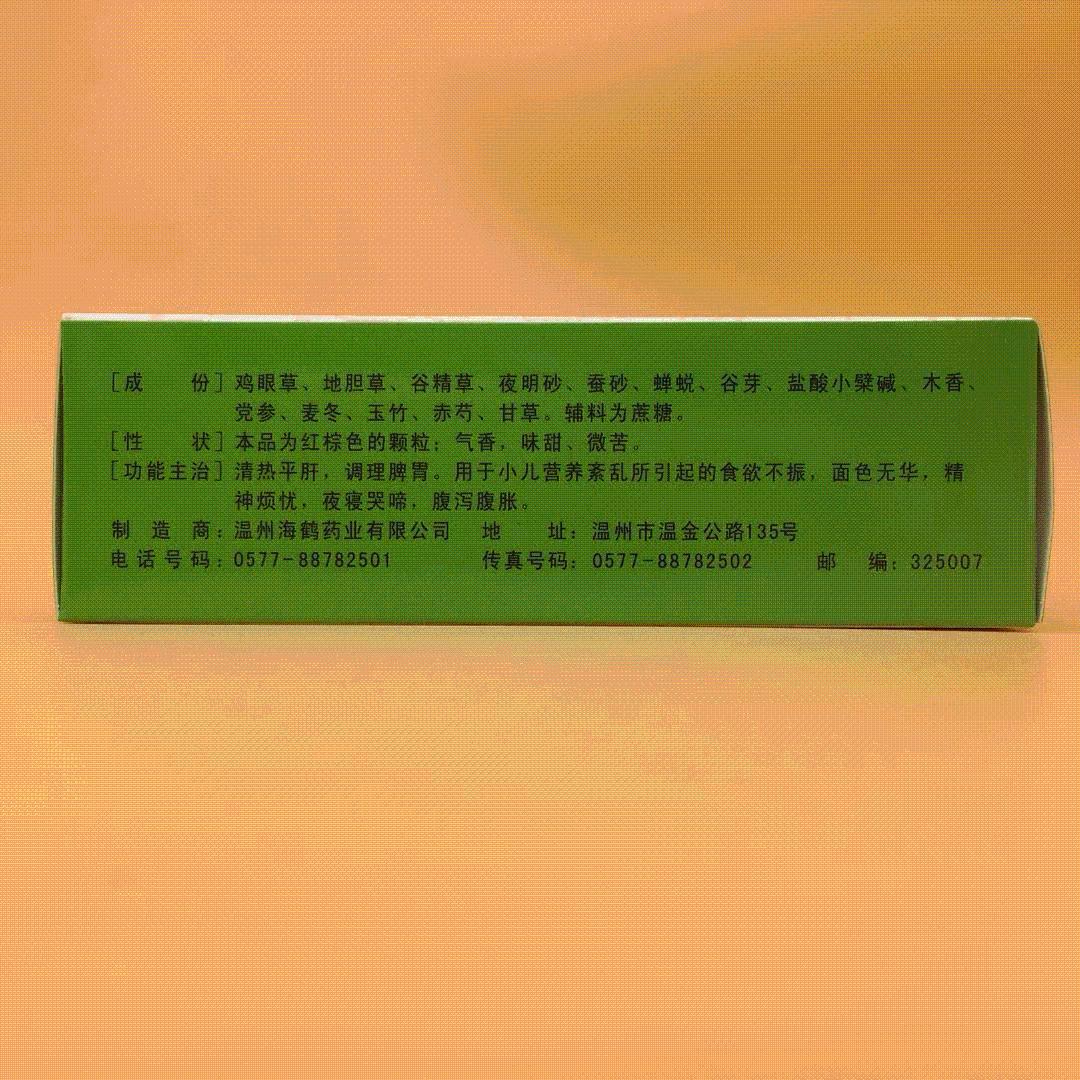 [成份]鸡眼草、地胆草、谷精草、夜明砂、蚕砂、蝉蜕、谷芽、盐酸小檗碱、木香、
党参、麦冬、玉竹、赤芍、甘草。辅料为蔗糖。
[性状]本品为红棕色的颗粒；气香，味甜、微苦。
[功能主治]清热平肝，调理脾胃。用于小儿营养紊乱所引起的食欲不振，面色无华，精
神烦忧，夜寝哭啼，腹泻腹胀。
制造商：温州海鹤药业有限公司 地址：温州市温金公路135号
电话号码：0577-88782501 传真号码：0577-88782502 邮编：325007